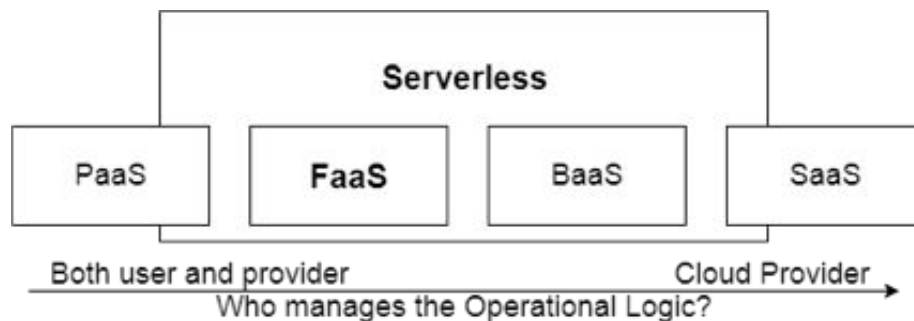 Serverless
PaaS FaaS BaaS SaaS
Both user and provider Cloud Provider
Who manages the Operational Logic?